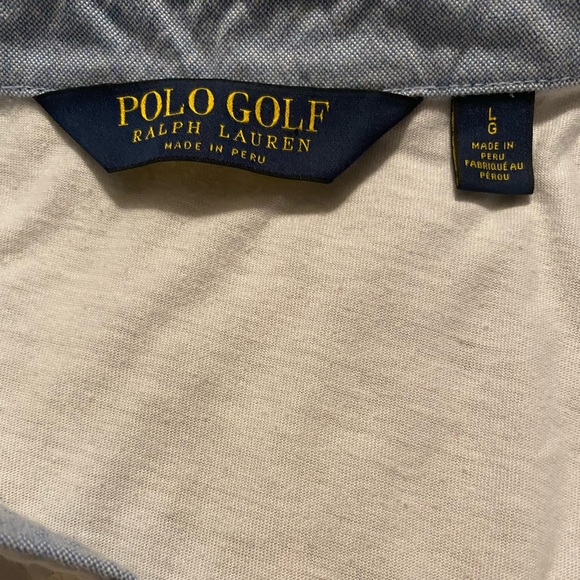 POLO GOLF
RALPH LAUREN
MADE IN PERU
L
G
MADE IN
PERU
FABRIQUÉ AU
PÉROU